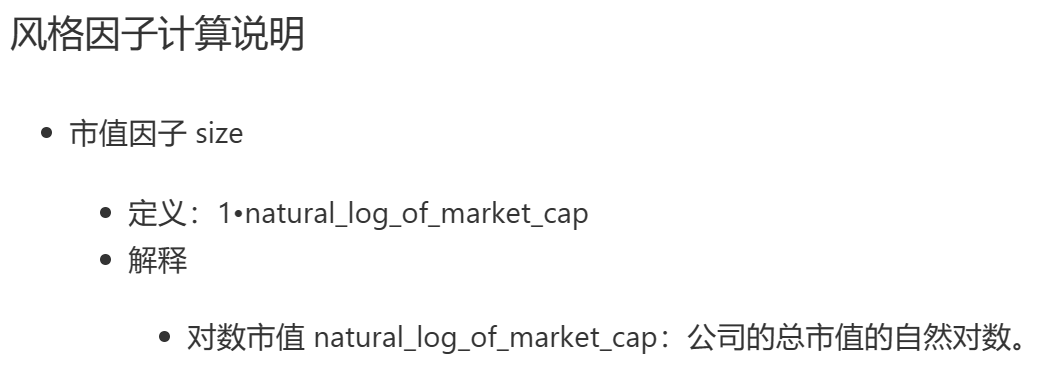 风格因子计算说明
市值因子 size
定义：1•natural_log_of_market_cap
解释
对数市值 natural_log_of_market_cap：公司的总市值的自然对数。